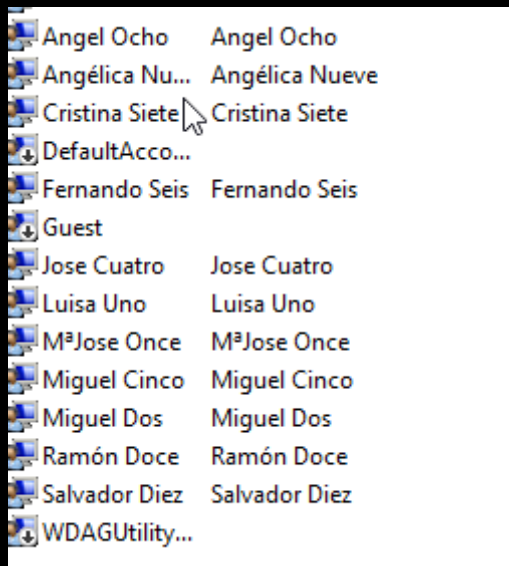 Angel Ocho Angel Ocho
Angélica Nu... Angélica Nueve
Cristina Siete Cristina Siete
DefaultAcco...
Fernando Seis Fernando Seis
Guest
Jose Cuatro Jose Cuatro
Luisa Uno Luisa Uno
MªJose Once MªJose Once
Miguel Cinco Miguel Cinco
Miguel Dos Miguel Dos
Ramón Doce Ramón Doce
Salvador Diez Salvador Diez
WDAGUtility...